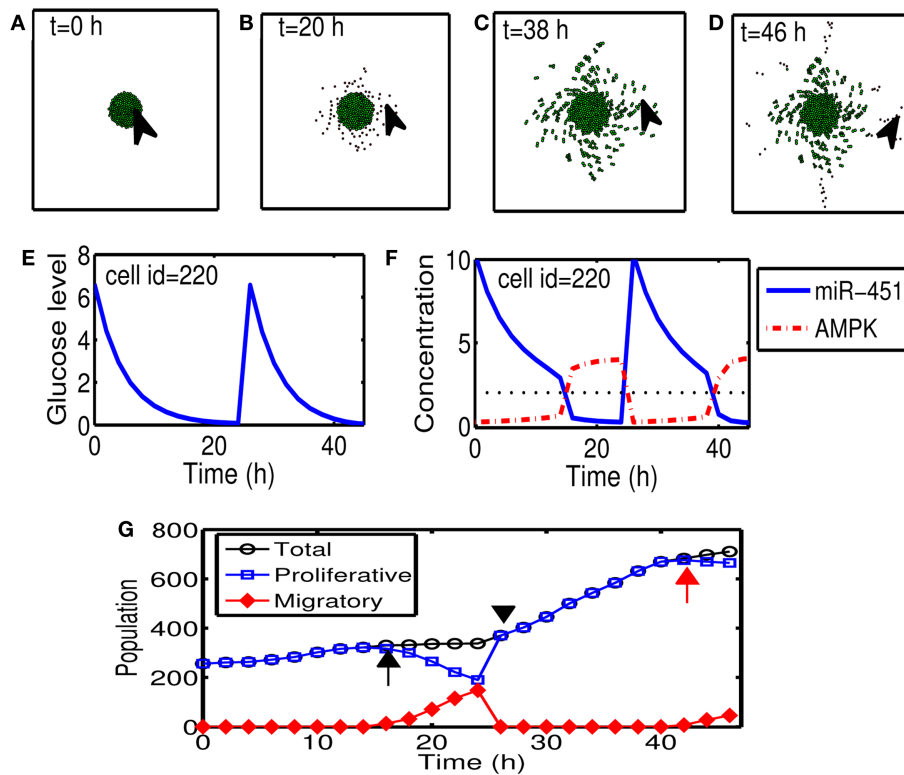 A t=0 h
B t=20 h
C t=38 h
D t=46 h
E
8
6
4
2
0
0 20 40
Glucose level
cell id=220
Time (h)
F
10
5
0
0 20 40
Concentration
cell id=220
Time (h)
miR-451
AMPK
G
800
600
400
200
0
0 10 20 30 40
Population
Total
Proliferative
Migratory
Time (h)